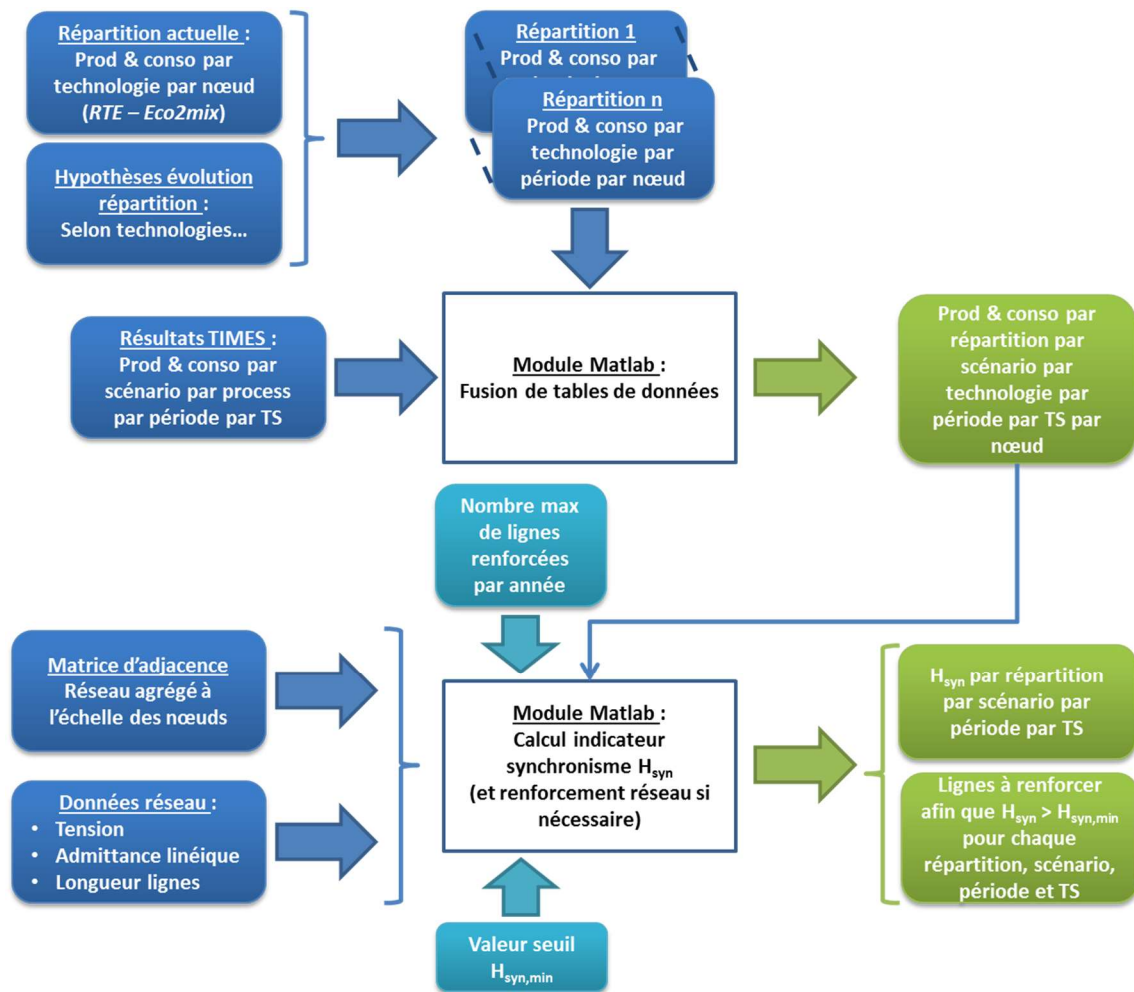 Répartition actuelle :
Prod & conso par
technologie par nœud
(RTE – Eco2mix)
Hypothèses évolution
répartition :
Selon technologies...
Répartition 1
Prod & conso par
Répartition n
Prod & conso par
technologie par
période par nœud
Résultats TIMES :
Prod & conso par
scénario par process
par période par TS
Module Matlab :
Fusion de tables de données
Prod & conso par
répartition par
scénario par
technologie par
période par TS par
nœud
Nombre max
de lignes
renforcées
par année
Matrice d’adjacence
Réseau agrégé à
l’échelle des nœuds
Données réseau :
• Tension
• Admittance linéique
• Longueur lignes
Module Matlab :
Calcul indicateur
synchronisme Hsyn
(et renforcement réseau si
nécessaire)
Valeur seuil
Hsyn,min
Hsyn par répartition
par scénario par
période par TS
Lignes à renforcer
afin que Hsyn > Hsyn,min
pour chaque
répartition, scénario,
période et TS